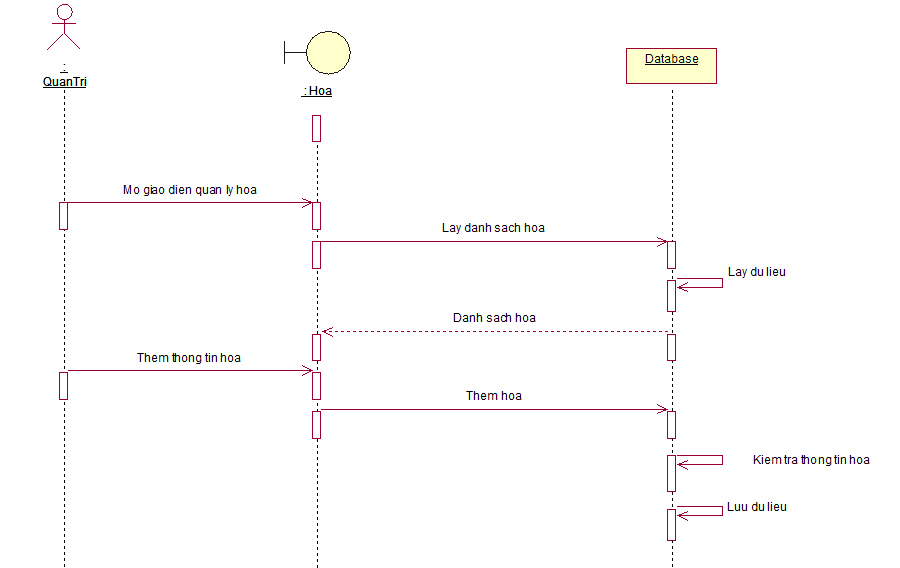 :
QuanTri
: Hoa
Database
Mo giao dien quan ly hoa
Lay danh sach hoa
Lay du lieu
Danh sach hoa
Them thong tin hoa
Them hoa
Kiem tra thong tin hoa
Luu du lieu